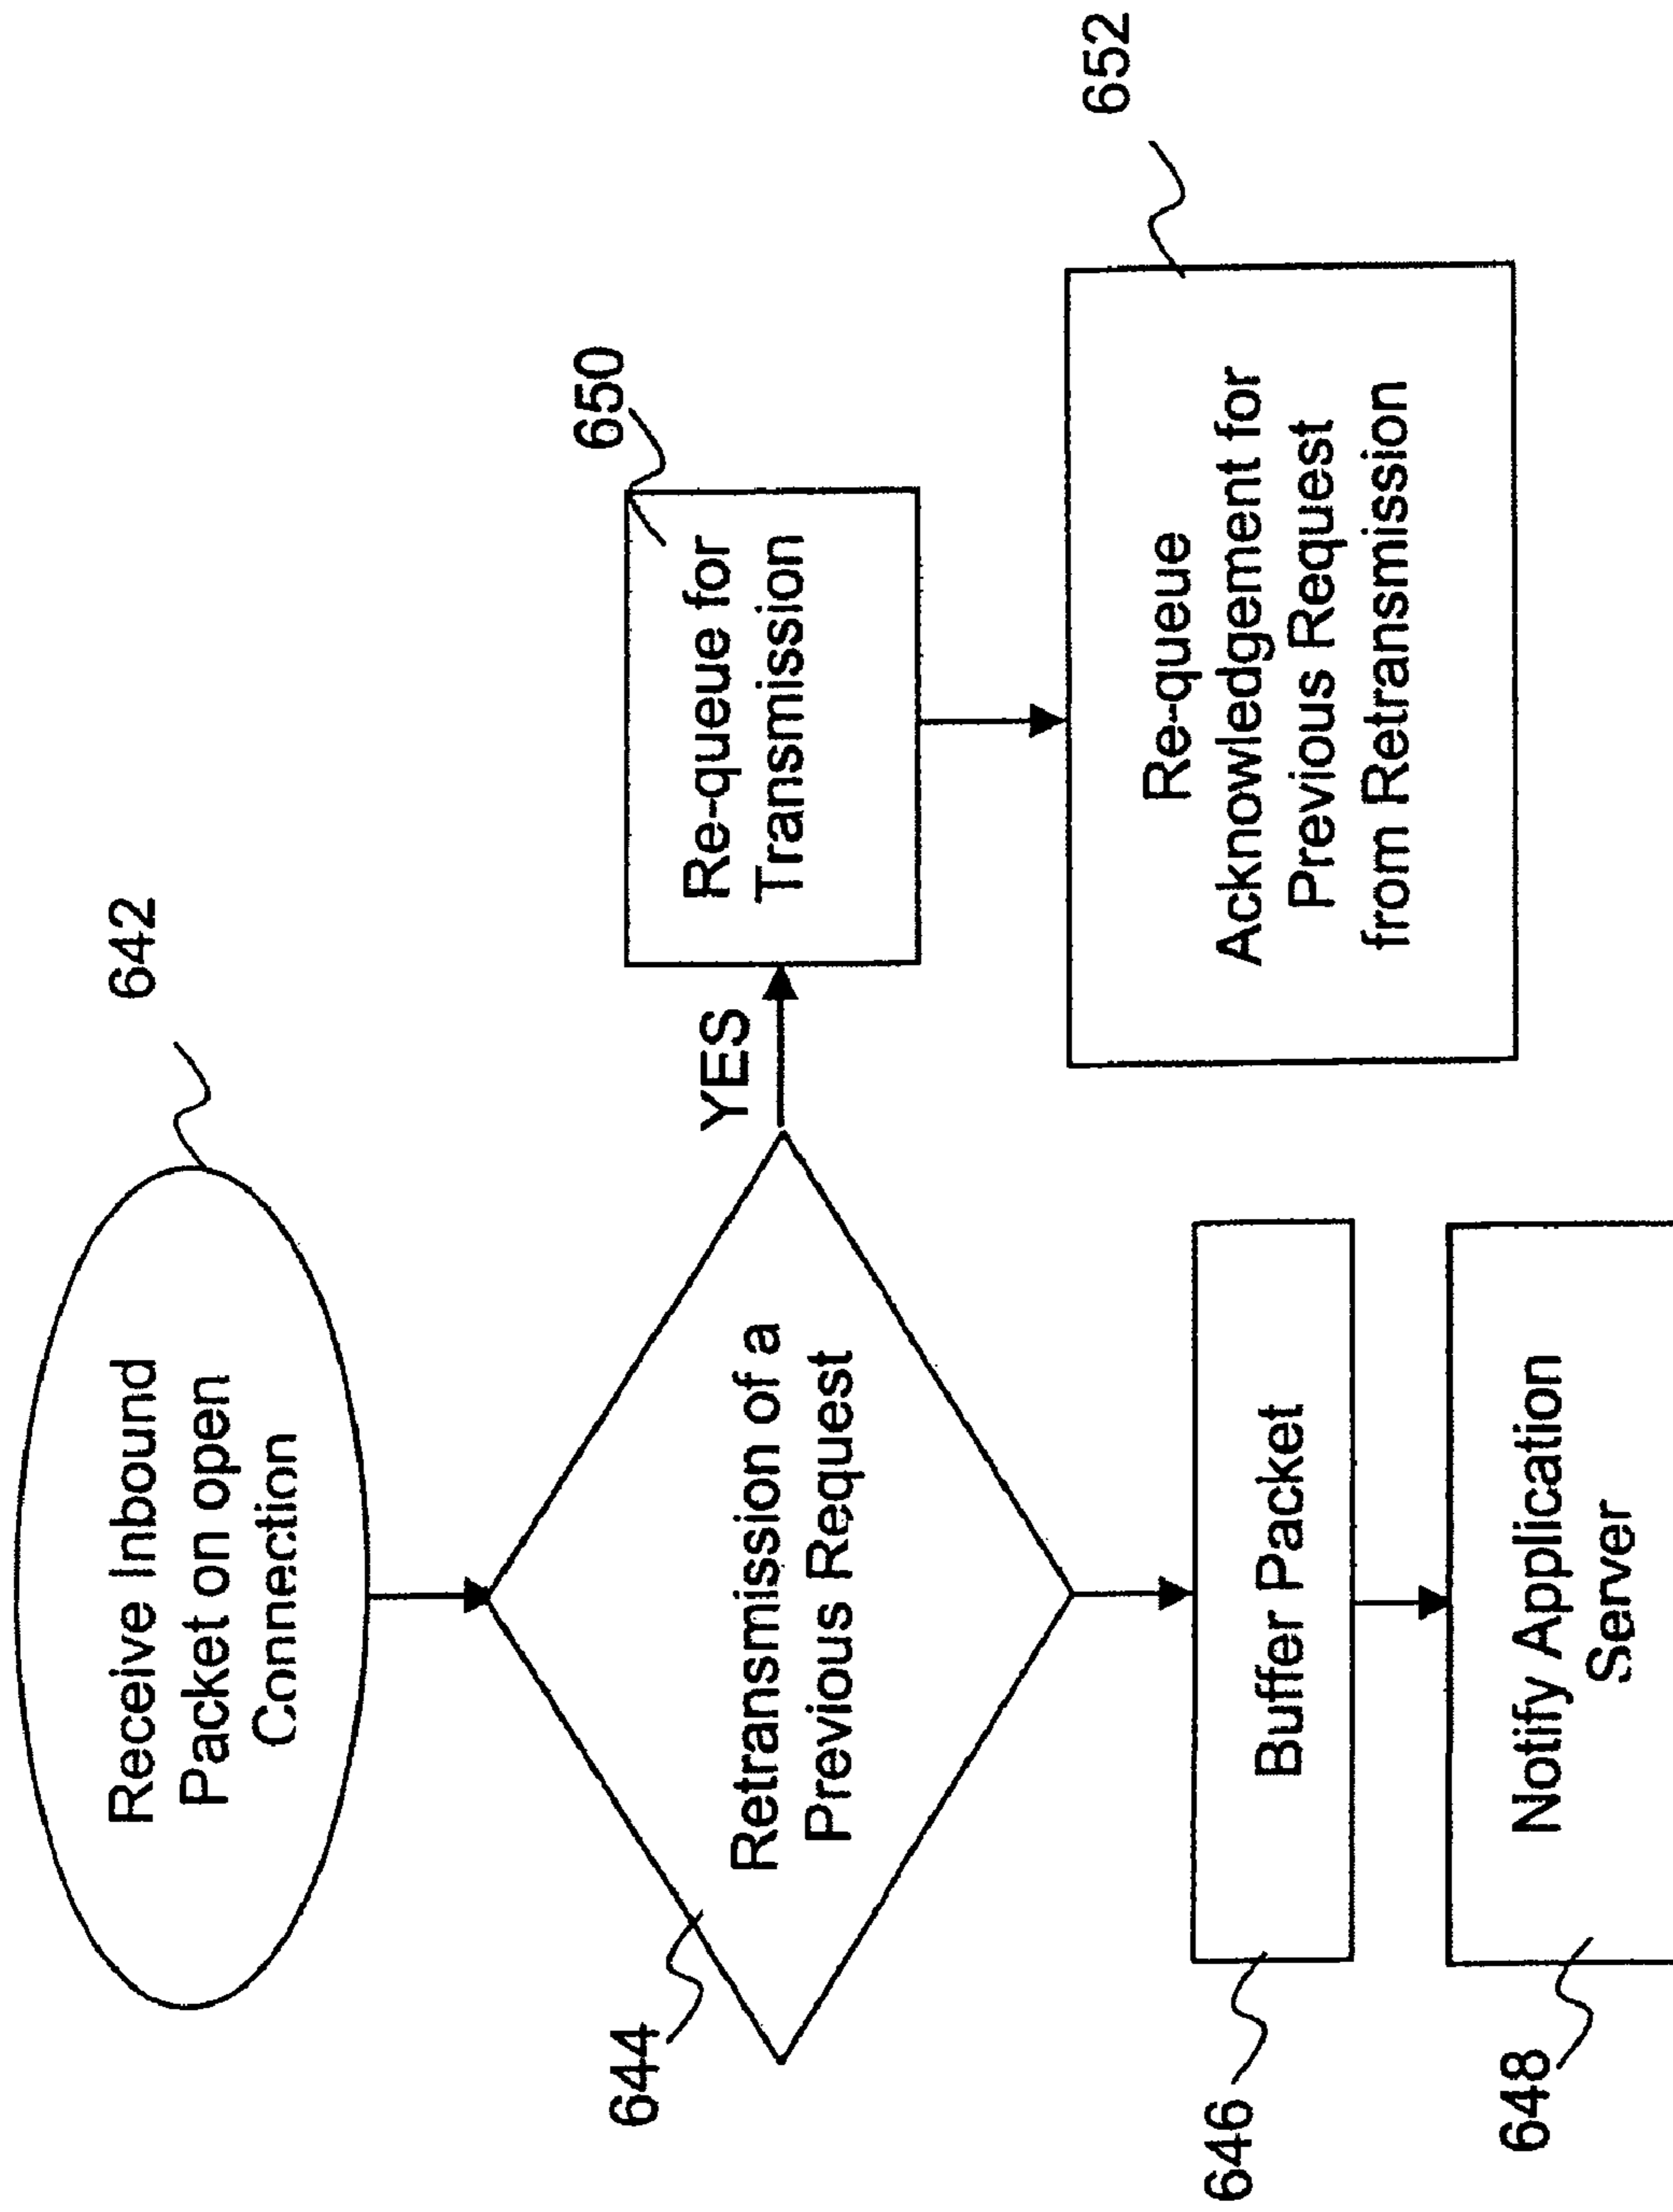 642
Receive Inbound
Packet on open
Connection
644
Retransmission of a
Previous Request
YES
650
Re-queue for
Transmission
652
Re-queue
Acknowledgement for
Previous Request
from Retransmission
646
Buffer Packet
648
Notify Application
Server